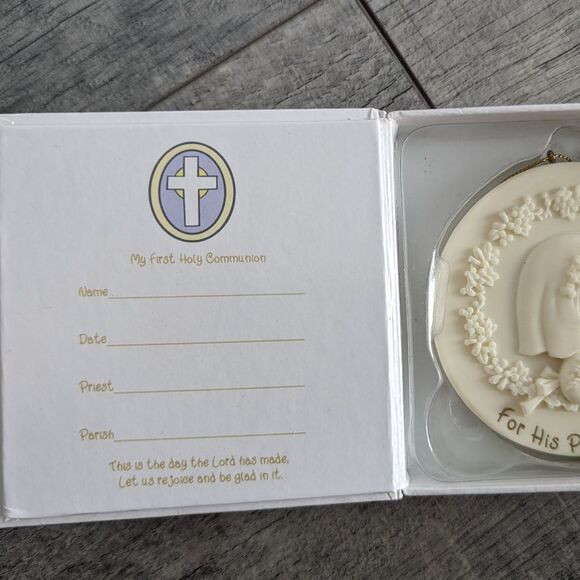 My First Holy Communion
Name
Date
Priest
Parish
This is the day the Lord has made,
Let us rejoice and be glad in it.
For His P